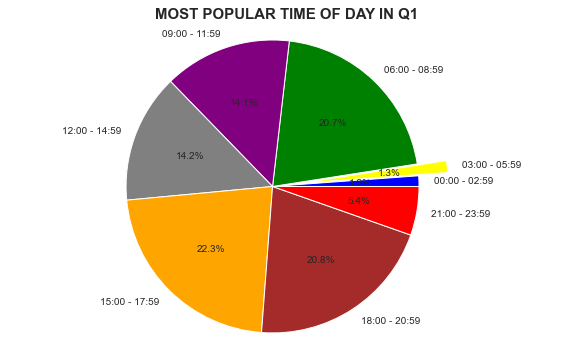 MOST POPULAR TIME OF DAY IN Q1
09:00 - 11:59
06:00 - 08:59
14.1%
20.7%
12:00 - 14:59
14.2%
03:00 - 05:59
1.3%
00:00 - 02:59
5.4%
21:00 - 23:59
22.3%
20.8%
15:00 - 17:59
18:00 - 20:59